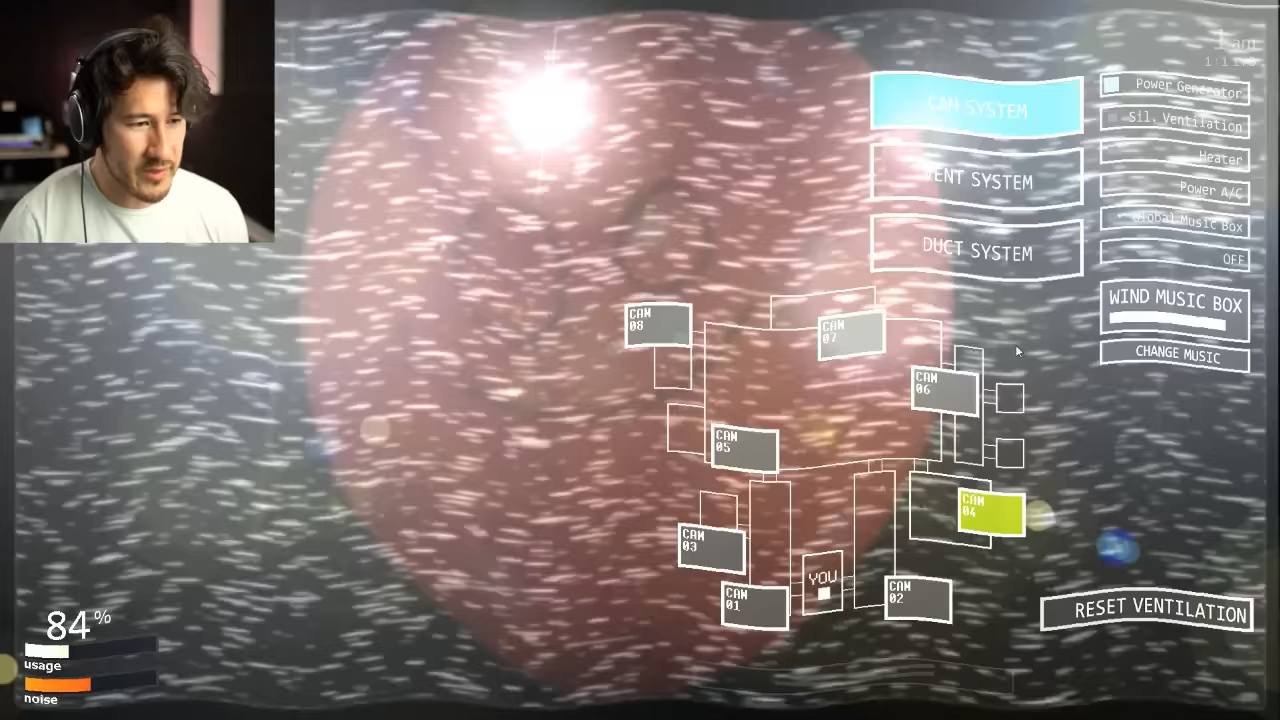 1 am
CAM SYSTEM
VENT SYSTEM
DUCT SYSTEM
Power Generator
Sil. Ventilation
Heater
Power A/C
Global Music Box
OFF
WIND MUSIC BOX
CHANGE MUSIC
CAM
08
CAM
07
CAM
06
CAM
05
CAM
04
CAM
03
CAM
01
YOU
CAM
02
RESET VENTILATION
84%
usage
noise